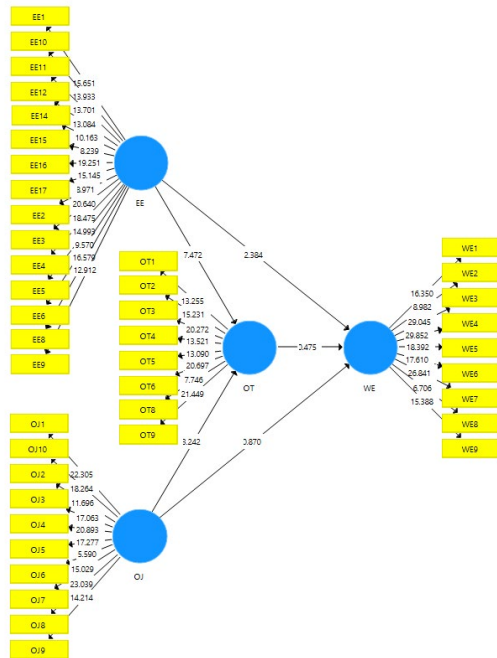 EE1
EE10
EE11
EE12
EE14
EE15
EE16
EE17
EE2
EE3
EE4
EE5
EE6
EE8
EE9
15.651
13.933
13.701
13.084
10.163
8.239
19.251
15.145
3.971
20.640
18.475
14.993
9.570
16.579
12.912
EE
7.472
2.384
OT1
OT2
OT3
OT4
OT5
OT6
OT8
OT9
13.255
15.231
20.272
13.521
13.090
20.697
7.746
21.449
OT
0.475
WE
16.350
8.982
29.045
29.852
18.392
17.610
26.841
6.706
15.388
WE1
WE2
WE3
WE4
WE5
WE6
WE7
WE8
WE9
3.242
0.870
OJ1
OJ10
OJ2
OJ3
OJ4
OJ5
OJ6
OJ7
OJ8
OJ9
22.305
18.264
11.696
17.063
20.893
17.277
5.590
15.029
23.039
14.214
OJ